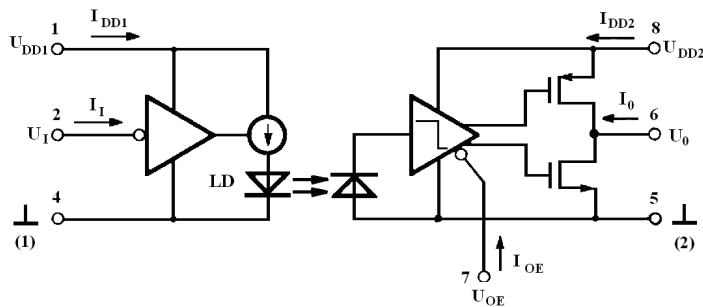 1
I_DD1
U_DD1
2
I_I
U_I
LD
4
(1)
I_DD2
8
U_DD2
I_0
6
U_0
5
(2)
7
I_OE
U_OE